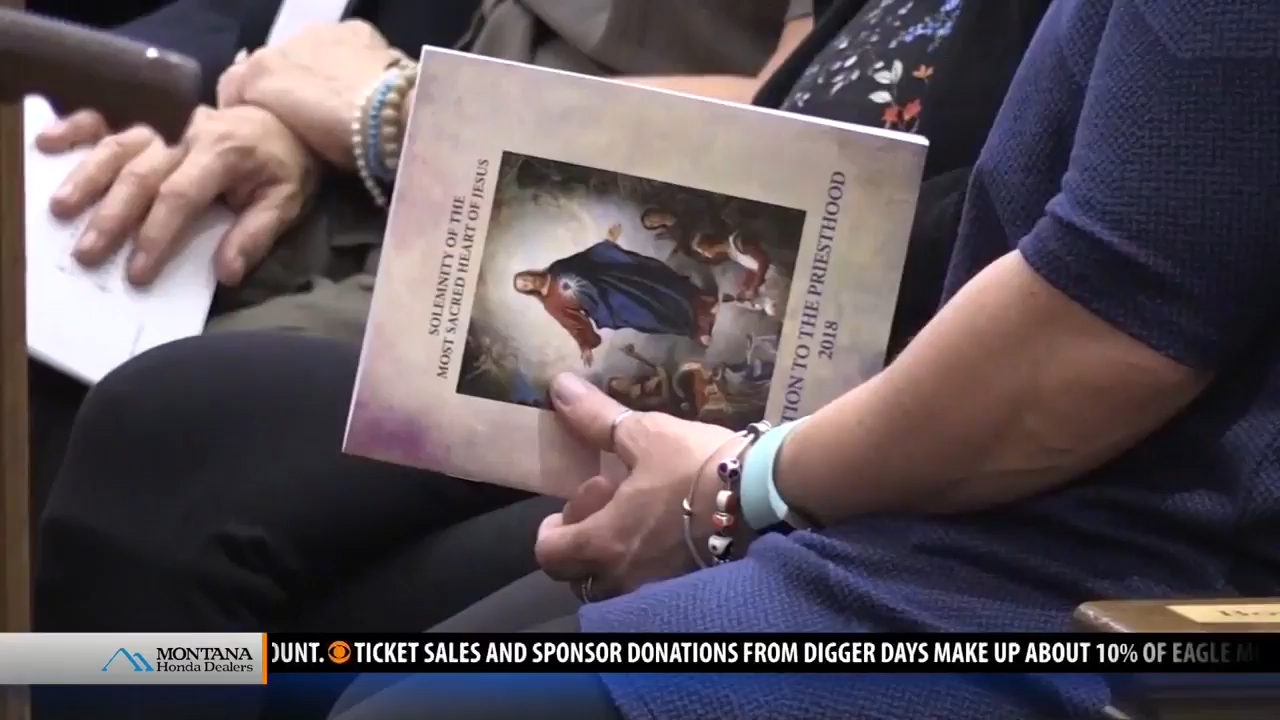 SOLEMNITY OF THE
MOST SACRED HEART OF JESUS
TION TO THE PRIESTHOOD
2018
MONTANA
Honda Dealers
OUNT. TICKET SALES AND SPONSOR DONATIONS FROM DIGGER DAYS MAKE UP ABOUT 10% OF EAGLE M